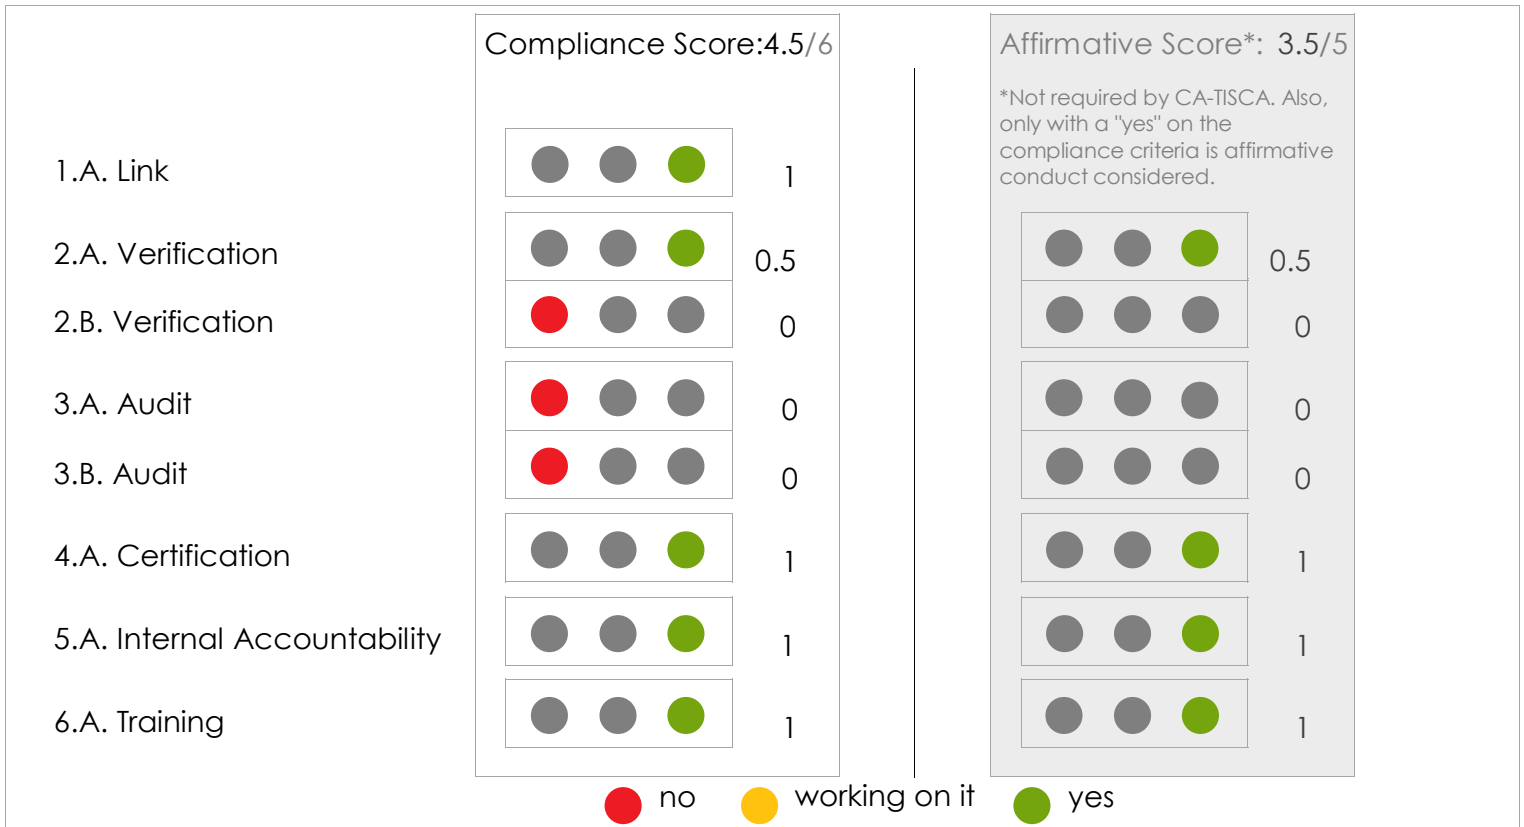 Compliance Score:4.5/6
Affirmative Score*: 3.5/5
*Not required by CA-TISCA. Also,
only with a "yes" on the
compliance criteria is affirmative
conduct considered.
1.A. Link 1
2.A. Verification 0.5 0.5
2.B. Verification 0 0
3.A. Audit 0 0
3.B. Audit 0 0
4.A. Certification 1 1
5.A. Internal Accountability 1 1
6.A. Training 1 1
no working on it yes